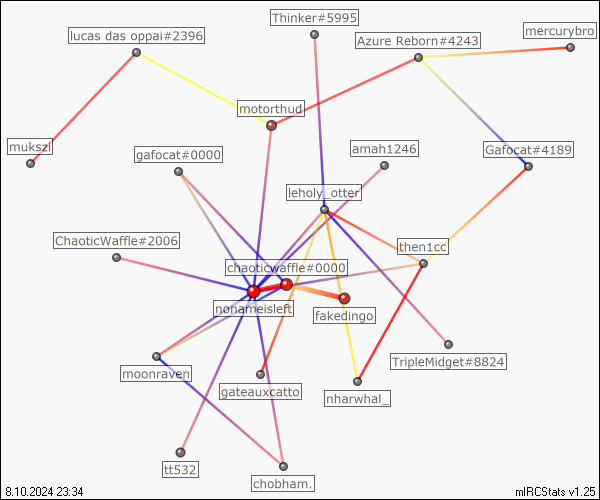 Thinker#5995
mercurybro
lucas das oppai#2396
Azure Reborn#4243
motorthud
mukszi
gafocat#0000
amah1246
Gafocat#4189
leholy_otter
ChaoticWaffle#2006
then1cc
chaoticwaffle#0000
nonameisleft
fakedingo
TripleMidget#8824
moonraven
gateauxcatto
nharwhal_
tt532
chobham.
8.10.2024 23:34
mIRCStats v1.25